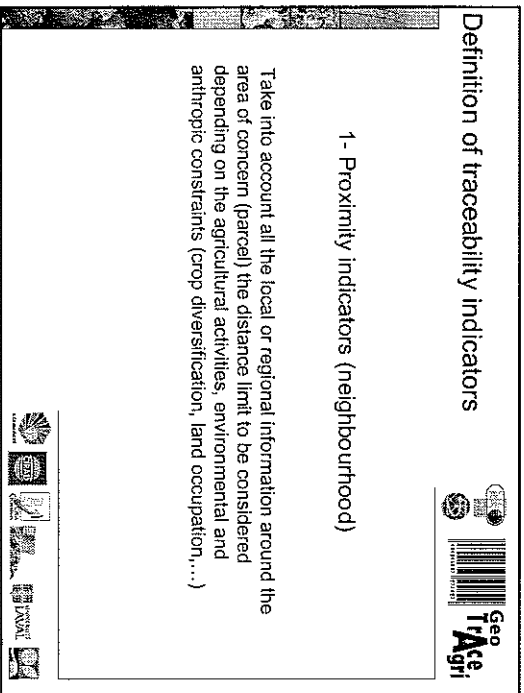 Definition of traceability indicators
Geo
TrAce
Agri
1- Proximity indicators (neighbourhood)
Take into account all the local or regional information around the
area of concern (parcel) the distance limit to be considered
depending on the agricultural activities, environmental and
anthropic constraints (crop diversification, land occupation,…)
LAVAL